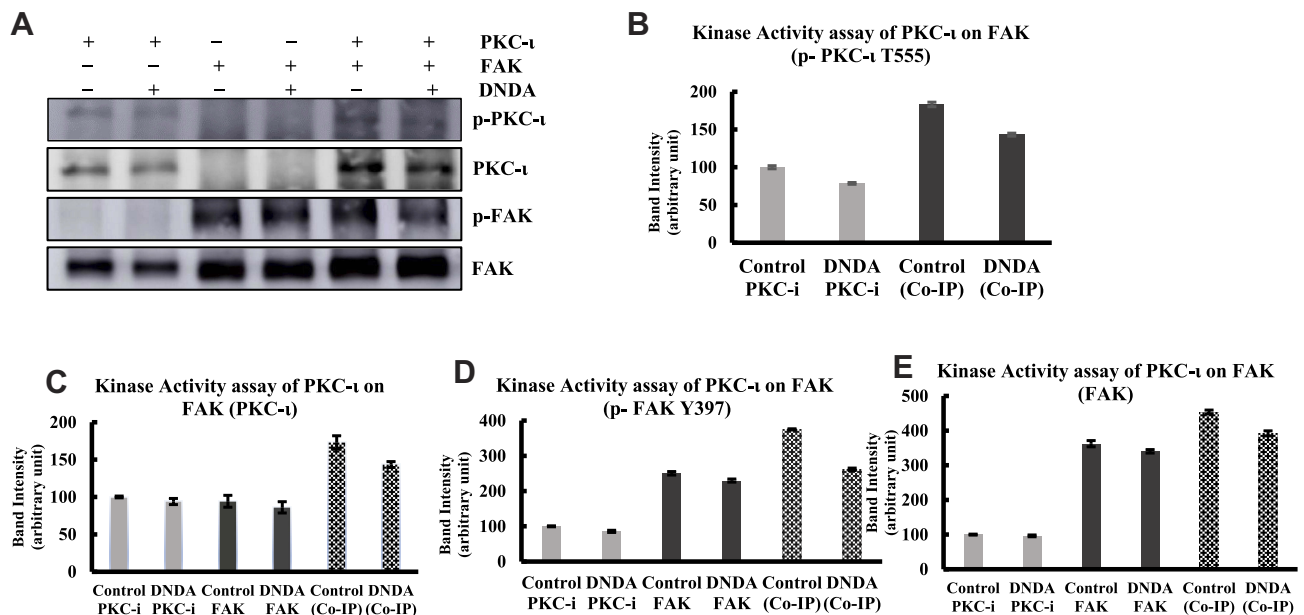 A
+ + – – + + PKC-ι
– – + + + + FAK
– + – + – + DNDA
p-PKC-ι
PKC-ι
p-FAK
FAK
B
Kinase Activity assay of PKC-ι on FAK
(p- PKC-ι T555)
Band Intensity
(arbitrary unit)
200
150
100
50
0
Control DNDA Control DNDA
PKC-i PKC-i (Co-IP) (Co-IP)
C
Kinase Activity assay of PKC-ι on
FAK (PKC-ι)
Band Intensity
(arbitrary unit)
200
150
100
50
0
Control DNDA Control DNDA Control DNDA
PKC-i PKC-i FAK FAK (Co-IP) (Co-IP)
D
Kinase Activity assay of PKC-ι on FAK
(p- FAK Y397)
Band Intensity
(arbitrary unit)
400
300
200
100
0
Control DNDA Control DNDA Control DNDA
PKC-i PKC-i FAK FAK (Co-IP) (Co-IP)
E
Kinase Activity assay of PKC-ι on FAK
(FAK)
Band Intensity
(arbitrary unit)
500
400
300
200
100
0
Control DNDA Control DNDA Control DNDA
PKC-i PKC-i FAK FAK (Co-IP) (Co-IP)